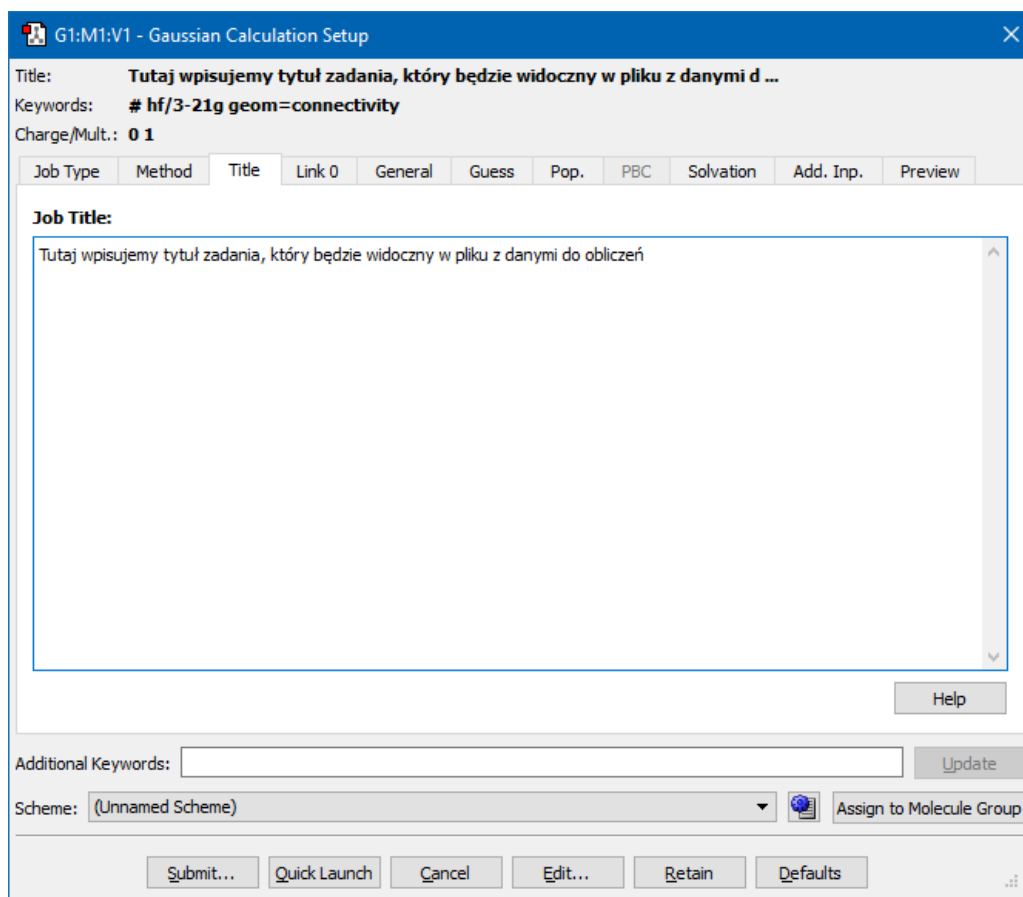 G1:M1:V1 - Gaussian Calculation Setup
Title: Tutaj wpisujemy tytuł zadania, który będzie widoczny w pliku z danymi d ...
Keywords: # hf/3-21g geom=connectivity
Charge/Mult.: 0 1
Job Type Method Title Link 0 General Guess Pop. PBC Solvation Add. Inp. Preview
Job Title:
Tutaj wpisujemy tytuł zadania, który będzie widoczny w pliku z danymi do obliczeń
Help
Additional Keywords: Update
Scheme: (Unnamed Scheme) Assign to Molecule Group
Submit... Quick Launch Cancel Edit... Retain Defaults